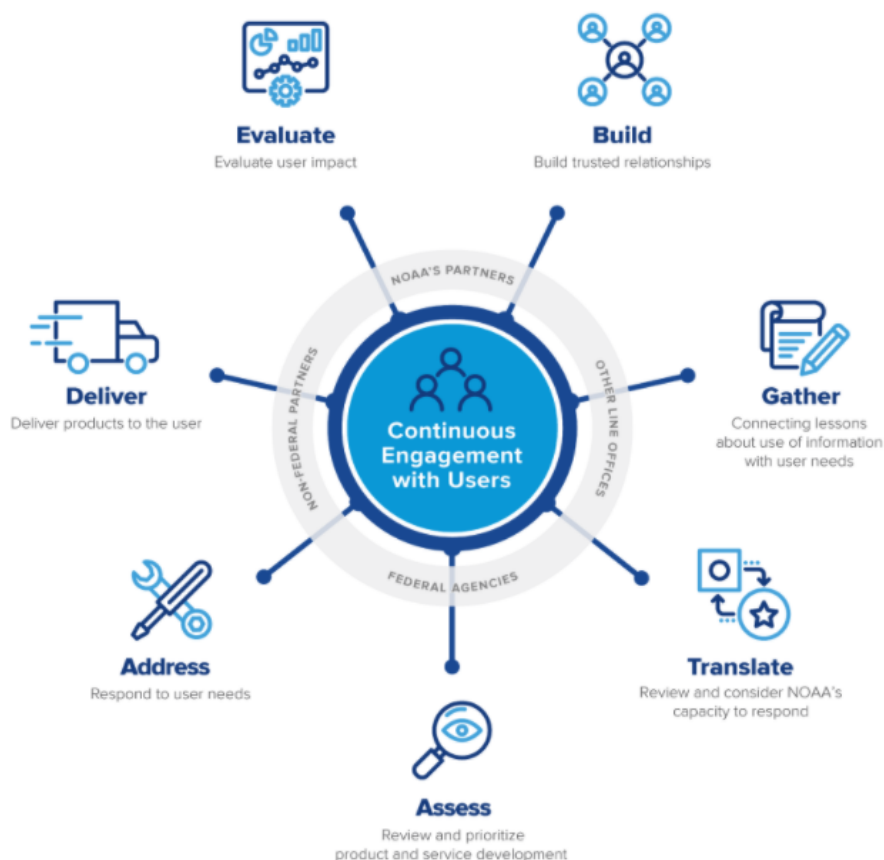 Evaluate
Evaluate user impact
Build
Build trusted relationships
NOAA'S PARTNERS
Deliver
Deliver products to the user
NON-FEDERAL PARTNERS
Continuous
Engagement
with Users
OTHER LINE OFFICES
Gather
Connecting lessons
about use of information
with user needs
FEDERAL AGENCIES
Address
Respond to user needs
Translate
Review and consider NOAA's
capacity to respond
Assess
Review and prioritize
product and service development